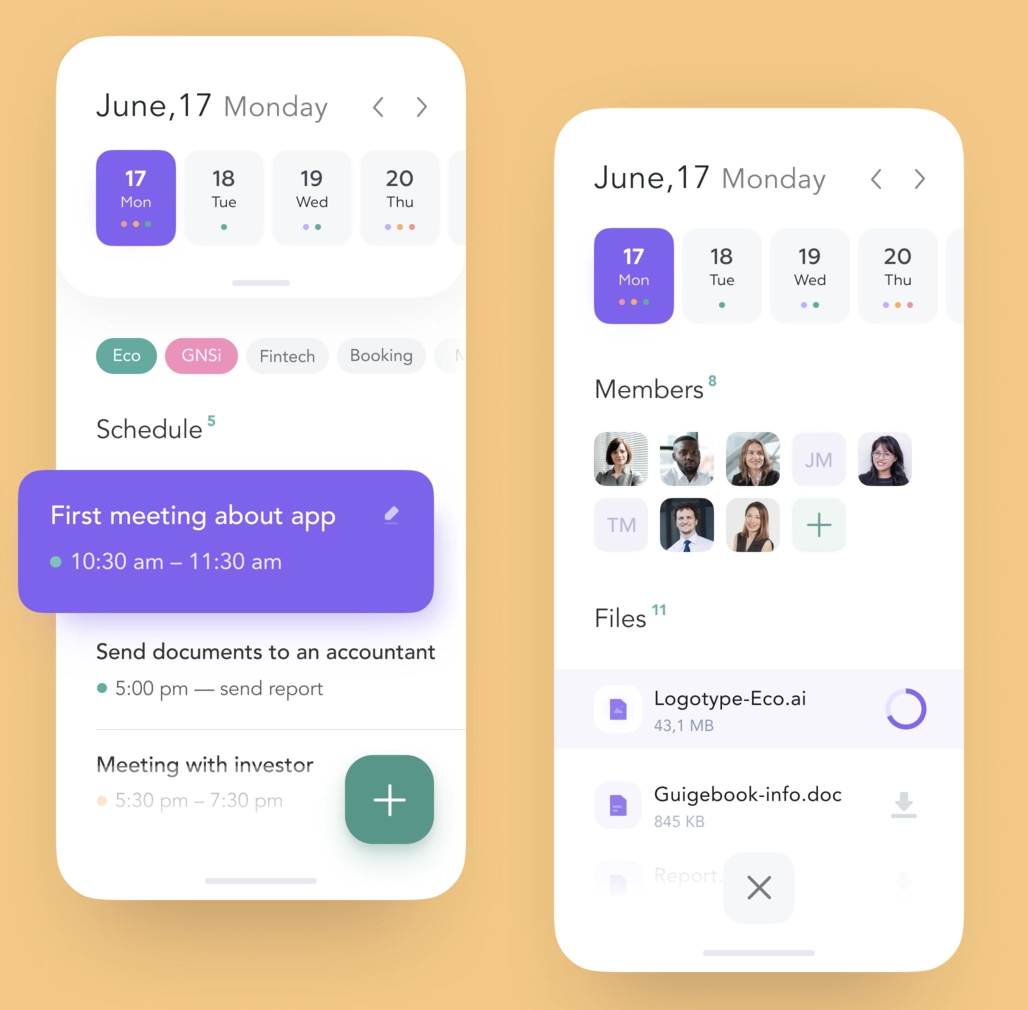 June,17 Monday
17 18 19 20
Mon Tue Wed Thu
Eco GNSi Fintech Booking
Schedule 5
First meeting about app
10:30 am – 11:30 am
Send documents to an accountant
5:00 pm — send report
Meeting with investor
5:30 pm – 7:30 pm
June,17 Monday
17 18 19 20
Mon Tue Wed Thu
Members 8
JM
TM
Files 11
Logotype-Eco.ai
43,1 MB
Guigebook-info.doc
845 KB
Report.